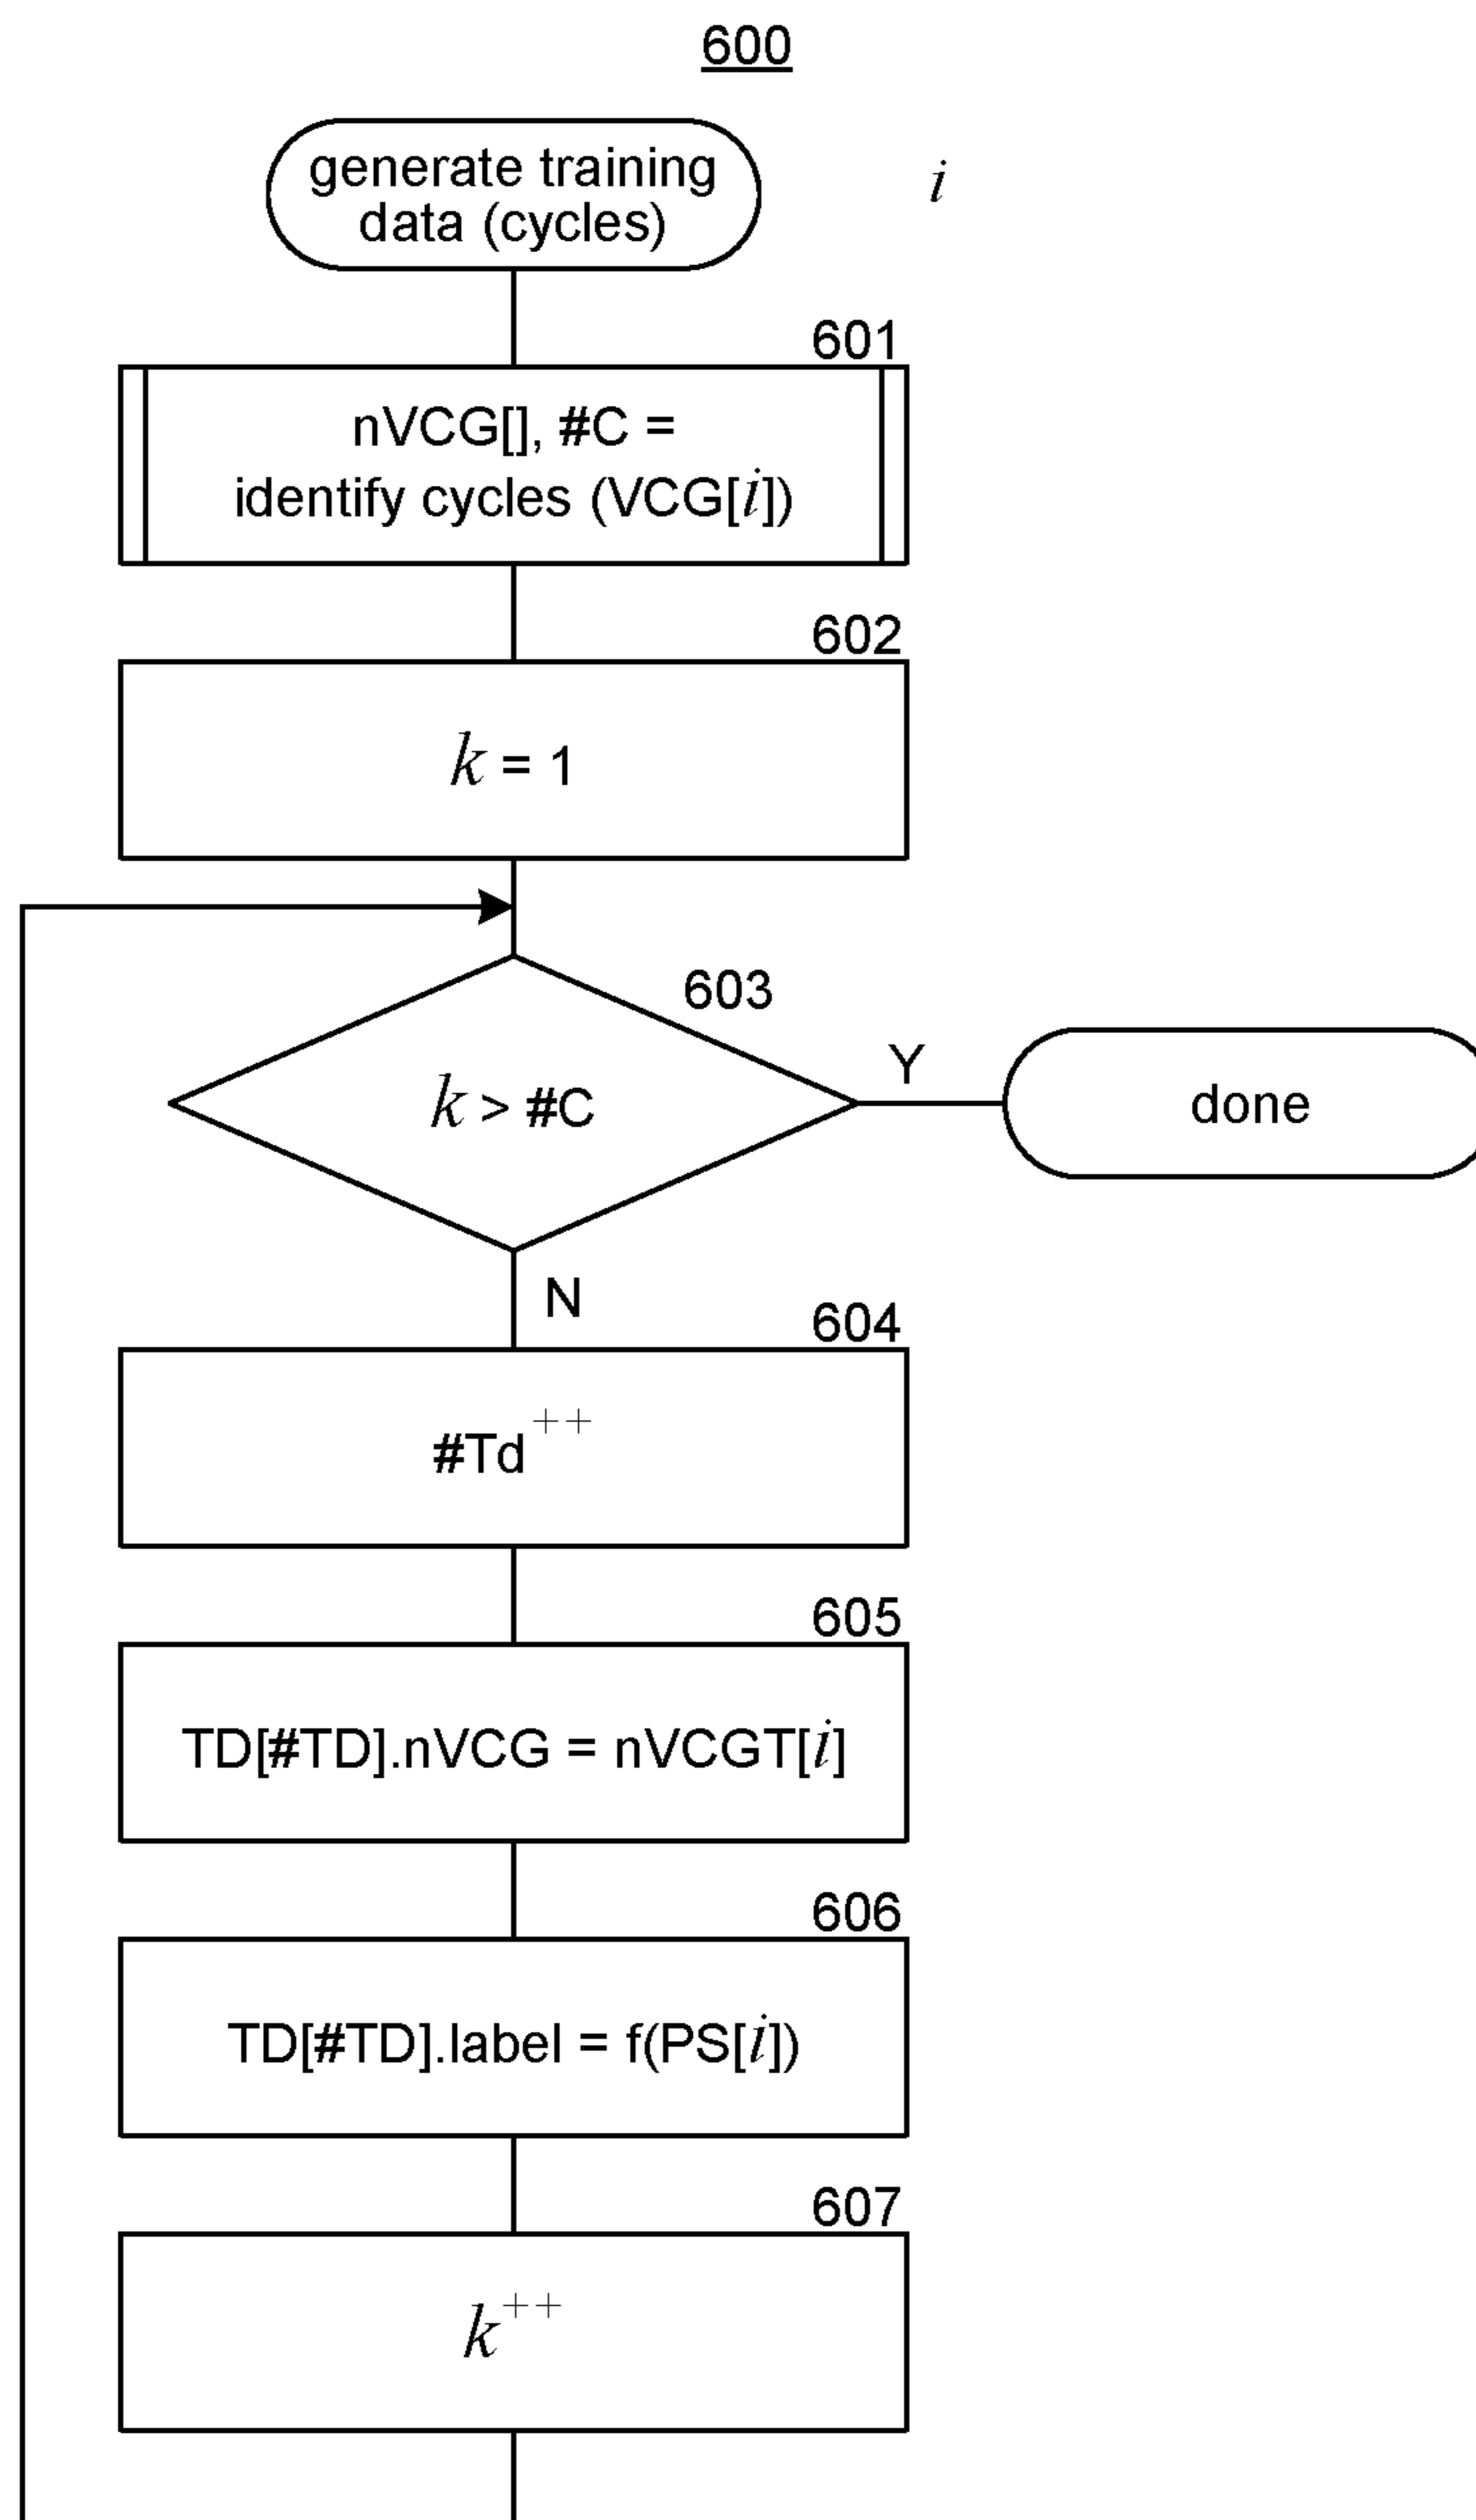 600
generate training
data (cycles)
i
601
nVCG[], #C =
identify cycles (VCG[i])
602
k = 1
603
k > #C
Y
done
N
604
#Td++
605
TD[#TD].nVCG = nVCGT[i]
606
TD[#TD].label = f(PS[i])
607
k++